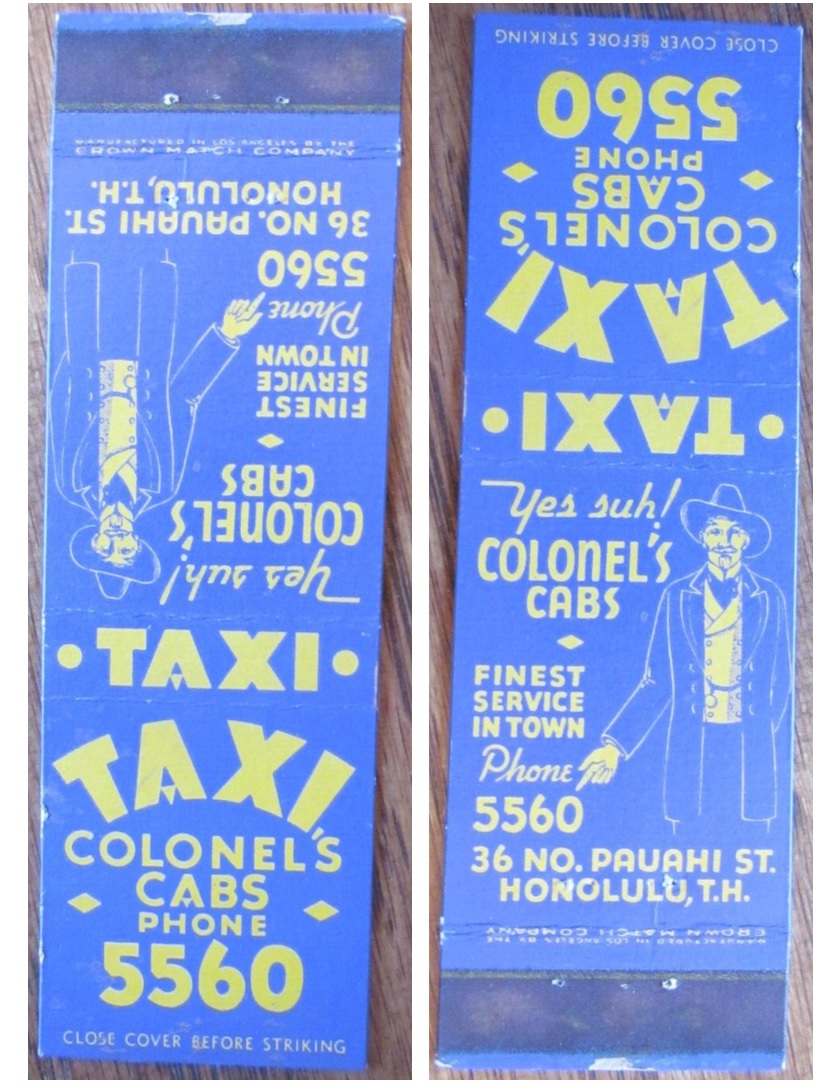 TAXI
TAXI
COLONEL'S
CABS
PHONE
5560
CLOSE COVER BEFORE STRIKING
Yes suh!
COLONEL'S
CABS
FINEST
SERVICE
IN TOWN
Phone
5560
36 NO. PAUAHI ST.
HONOLULU, T.H.
CROWN MATCH COMPANY
MANUFACTURED IN LOS ANGELES BY THE
CLOSE COVER BEFORE STRIKING
5560
PHONE
CABS
COLONEL'S
TAXI
TAXI
Yes suh!
COLONEL'S
CABS
FINEST
SERVICE
IN TOWN
Phone
5560
36 NO. PAUAHI ST.
HONOLULU, T.H.
CROWN MATCH COMPANY
MANUFACTURED IN LOS ANGELES BY THE